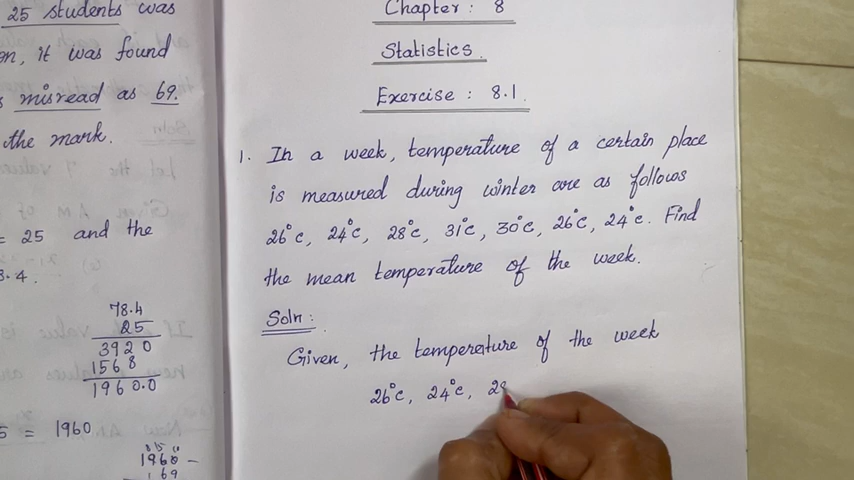 25 students was
on, it was found
misread as 69.
the mark.
= 25 and the
3.4.
78.4
25
3920
1568
1960.0
5 = 1960
1960 -
169
Chapter : 8
Statistics.
Exercise : 8.1
1. In a week, temperature of a certain place
is measured during winter are as follows
26°c, 24°c, 28°c, 31°c, 30°c, 26°c, 24°c. Find
the mean temperature of the week.
Soln:
Given, the temperature of the week
26°c, 24°c, 28